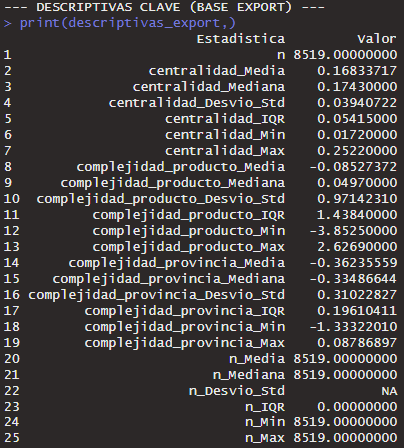 --- DESCRIPTIVAS CLAVE (BASE EXPORT) ---
> print(descriptivas_export,)
Estadistica Valor
1 n 8519.00000000
2 centralidad_Media 0.16833717
3 centralidad_Mediana 0.17430000
4 centralidad_Desvio_Std 0.03940722
5 centralidad_IQR 0.05415000
6 centralidad_Min 0.01720000
7 centralidad_Max 0.25220000
8 complejidad_producto_Media -0.08527372
9 complejidad_producto_Mediana 0.04970000
10 complejidad_producto_Desvio_Std 0.97142310
11 complejidad_producto_IQR 1.43840000
12 complejidad_producto_Min -3.85250000
13 complejidad_producto_Max 2.62690000
14 complejidad_provincia_Media -0.36235559
15 complejidad_provincia_Mediana -0.33486644
16 complejidad_provincia_Desvio_Std 0.31022827
17 complejidad_provincia_IQR 0.19610411
18 complejidad_provincia_Min -1.33322010
19 complejidad_provincia_Max 0.08786897
20 n_Media 8519.00000000
21 n_Mediana 8519.00000000
22 n_Desvio_Std NA
23 n_IQR 0.00000000
24 n_Min 8519.00000000
25 n_Max 8519.00000000